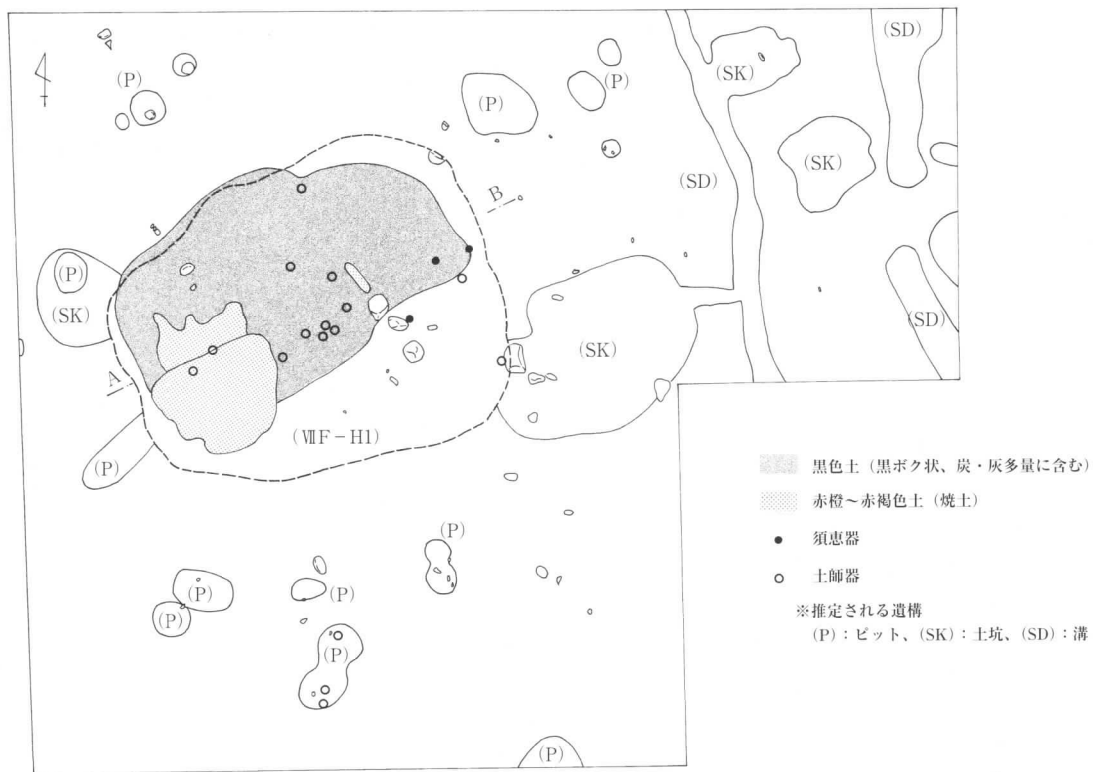 (P)
(P)
(P)
(SK)
(SD)
(SK)
(SD)
B
(P)
(SK)
A
(ⅦF-H1)
(P)
(SK)
(SD)
(P)
(P)
(P)
(P)
(P)
(P)
黒色土(黒ボク状、炭・灰多量に含む)
赤橙~赤褐色土(焼土)
須恵器
土師器
※推定される遺構
(P):ピット、(SK):土坑、(SD):溝